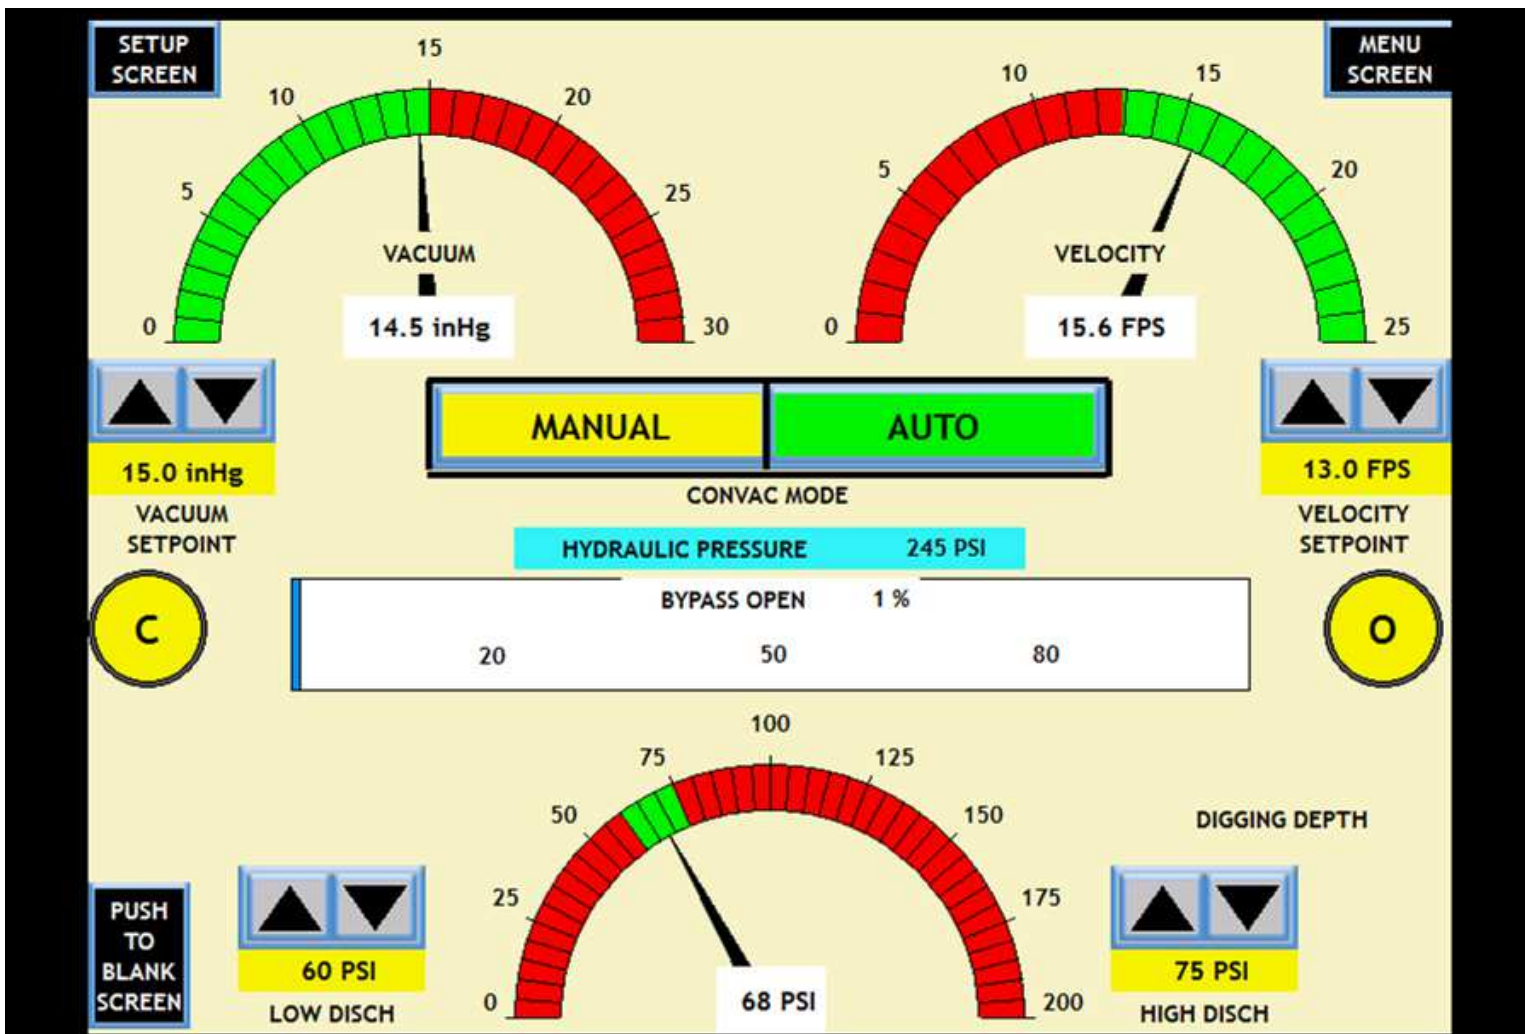 SETUP
SCREEN
MENU
SCREEN
15
10
20
5
25
0
30
VACUUM
14.5 inHg
10
15
5
20
0
25
VELOCITY
15.6 FPS
15.0 inHg
VACUUM
SETPOINT
MANUAL
AUTO
CONVAC MODE
13.0 FPS
VELOCITY
SETPOINT
HYDRAULIC PRESSURE 245 PSI
BYPASS OPEN 1 %
20 50 80
C
O
100
75
125
50
150
25
175
0
200
68 PSI
DIGGING DEPTH
PUSH
TO
BLANK
SCREEN
60 PSI
LOW DISCH
75 PSI
HIGH DISCH